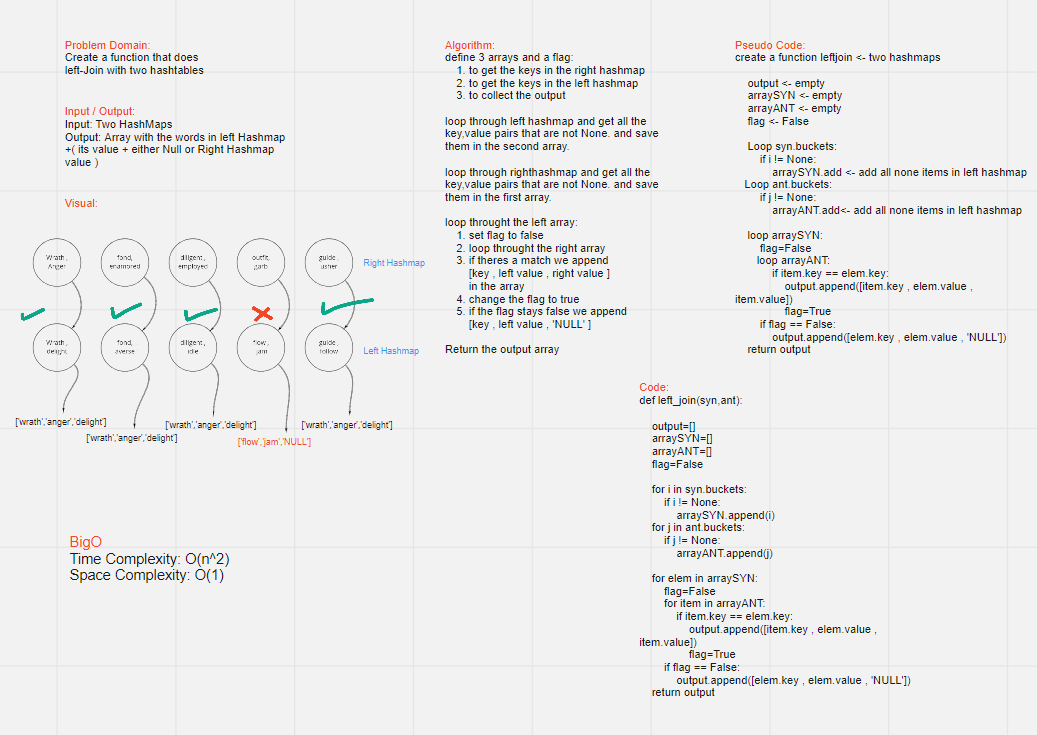 Problem Domain:
Create a function that does
left-Join with two hashtables
Input / Output:
Input: Two HashMaps
Output: Array with the words in left Hashmap
+( its value + either Null or Right Hashmap
value )
Visual:
Wrath ,
Anger
fond,
enamored
diligent ,
employed
outfit,
garb
guide ,
usher
Right Hashmap
Wrath ,
delight
fond,
averse
diligent ,
idle
flow ,
jam
guide ,
follow
Left Hashmap
['wrath','anger','delight']
['wrath','anger','delight']
['wrath','anger','delight']
['flow','jam','NULL']
['wrath','anger','delight']
BigO
Time Complexity: O(n^2)
Space Complexity: O(1)
Algorithm:
define 3 arrays and a flag:
1. to get the keys in the right hashmap
2. to get the keys in the left hashmap
3. to collect the output
loop through left hashmap and get all the
key,value pairs that are not None. and save
them in the second array.
loop through righthashmap and get all the
key,value pairs that are not None. and save
them in the first array.
loop throught the left array:
1. set flag to false
2. loop throught the right array
3. if theres a match we append
[key , left value , right value ]
in the array
4. change the flag to true
5. if the flag stays false we append
[key , left value , 'NULL' ]
Return the output array
Pseudo Code:
create a function leftjoin <- two hashmaps
output <- empty
arraySYN <- empty
arrayANT <- empty
flag <- False
Loop syn.buckets:
if i != None:
arraySYN.add <- add all none items in left hashmap
Loop ant.buckets:
if j != None:
arrayANT.add<- add all none items in left hashmap
loop arraySYN:
flag=False
loop arrayANT:
if item.key == elem.key:
output.append([item.key , elem.value ,
item.value])
flag=True
if flag == False:
output.append([elem.key , elem.value , 'NULL'])
return output
Code:
def left_join(syn,ant):
output=[]
arraySYN=[]
arrayANT=[]
flag=False
for i in syn.buckets:
if i != None:
arraySYN.append(i)
for j in ant.buckets:
if j != None:
arrayANT.append(j)
for elem in arraySYN:
flag=False
for item in arrayANT:
if item.key == elem.key:
output.append([item.key , elem.value ,
item.value])
flag=True
if flag == False:
output.append([elem.key , elem.value , 'NULL'])
return output